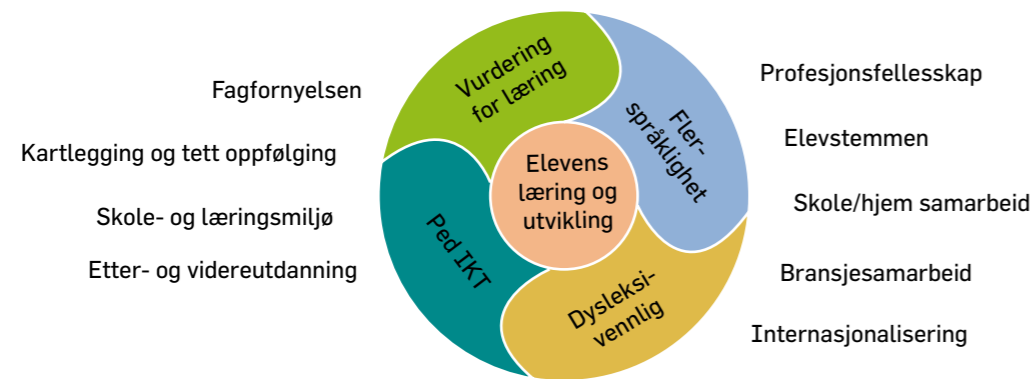 Fagfornyelsen
Kartlegging og tett oppfølging
Skole- og læringsmiljø
Etter- og videreutdanning
Vurdering
for læring
Fler-
språklighet
Elevens
læring og
utvikling
Ped IKT
Dysleksi-
vennlig
Profesjonsfellesskap
Elevstemmen
Skole/hjem samarbeid
Bransjesamarbeid
Internasjonalisering